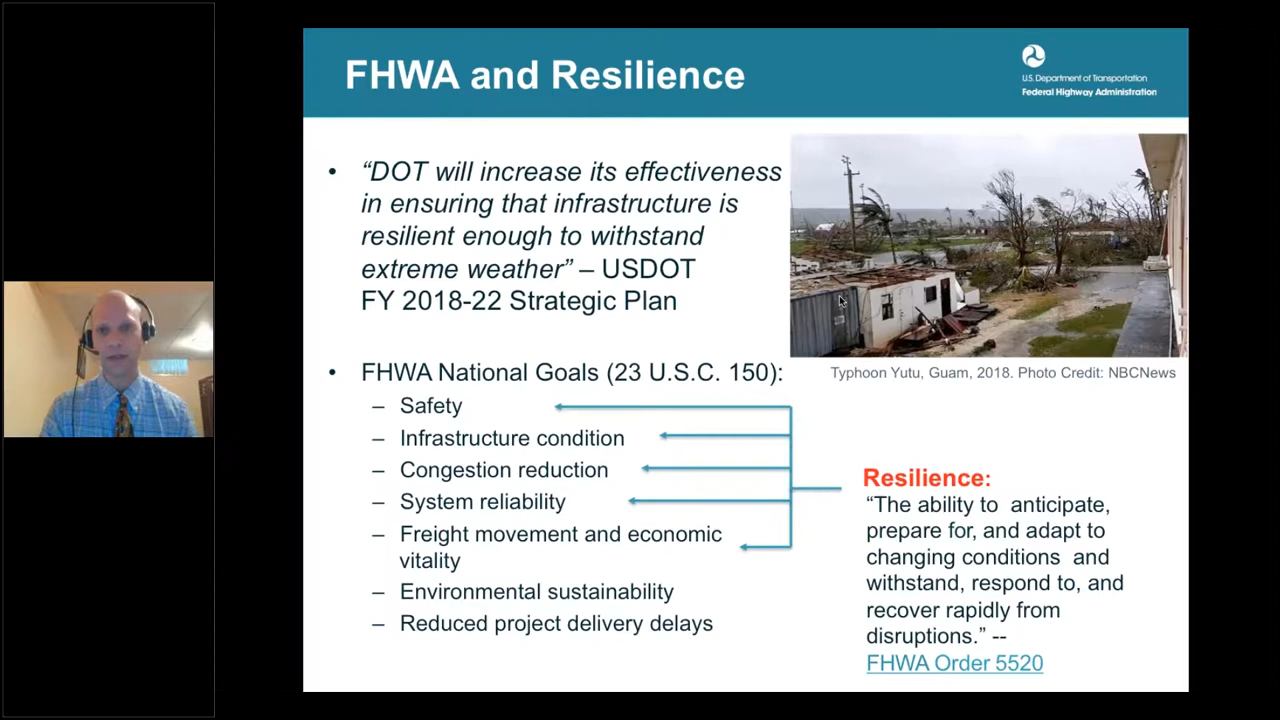 FHWA and Resilience
U.S. Department of Transportation
Federal Highway Administration
• “DOT will increase its effectiveness
in ensuring that infrastructure is
resilient enough to withstand
extreme weather” – USDOT
FY 2018-22 Strategic Plan
Typhoon Yutu, Guam, 2018. Photo Credit: NBCNews
• FHWA National Goals (23 U.S.C. 150):
– Safety
– Infrastructure condition
– Congestion reduction
– System reliability
– Freight movement and economic
vitality
– Environmental sustainability
– Reduced project delivery delays
Resilience:
“The ability to anticipate,
prepare for, and adapt to
changing conditions and
withstand, respond to, and
recover rapidly from
disruptions.” --
FHWA Order 5520